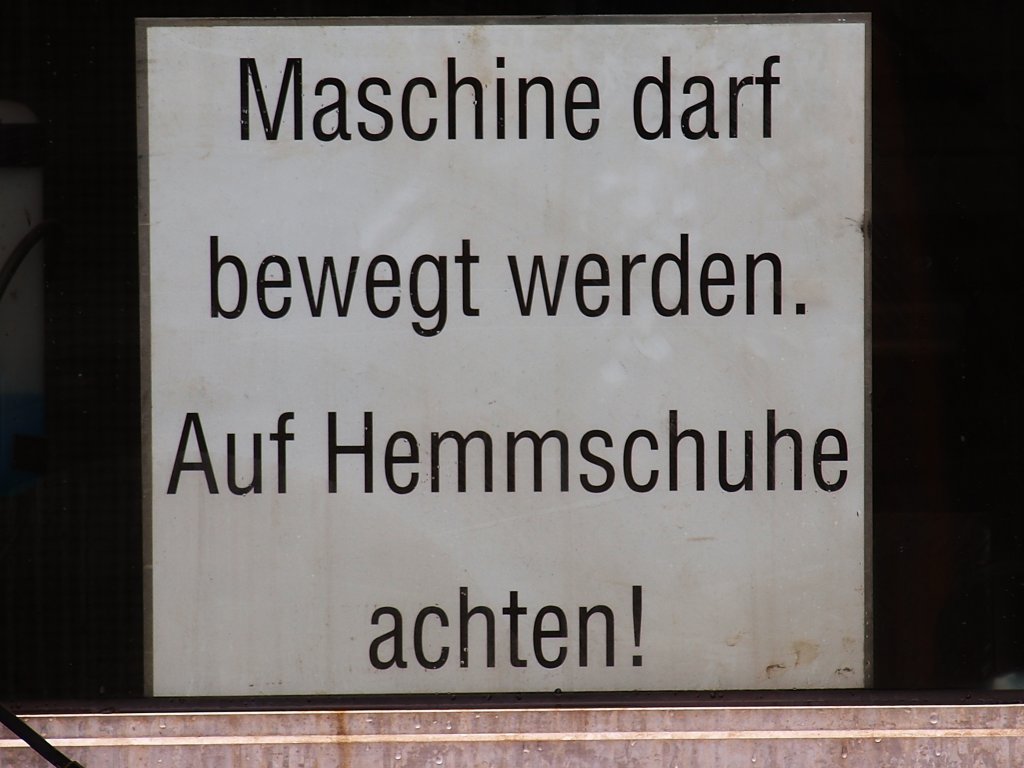 Maschine darf
bewegt werden.
Auf Hemmschuhe
achten!